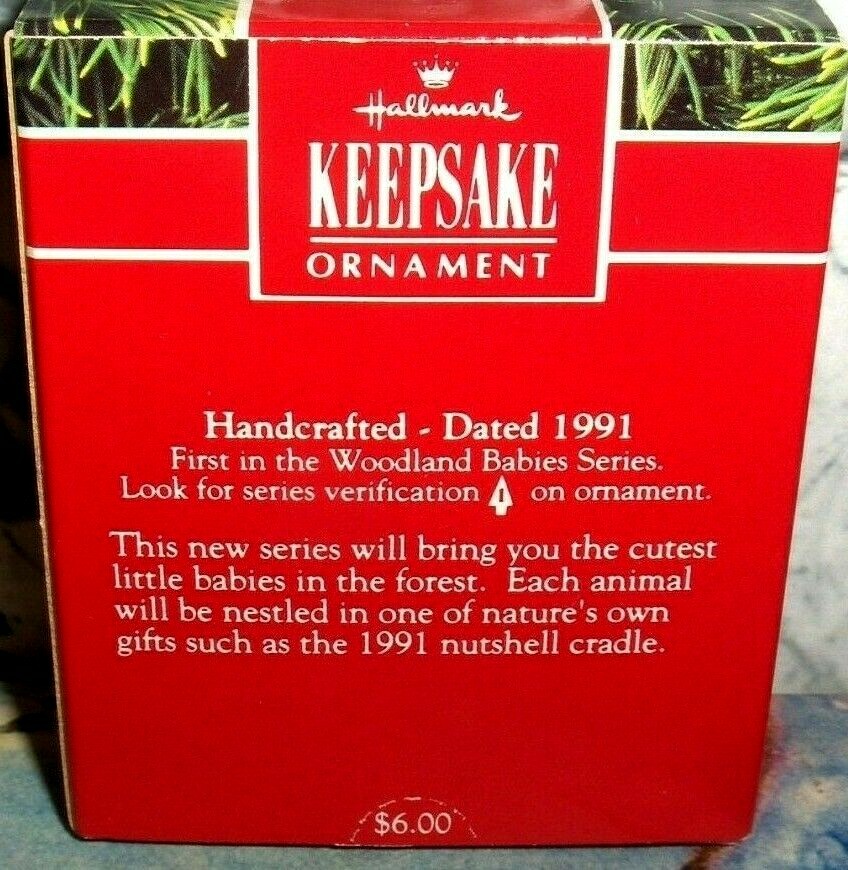 Hallmark
KEEPSAKE
ORNAMENT
Handcrafted - Dated 1991
First in the Woodland Babies Series.
Look for series verification 1 on ornament.
This new series will bring you the cutest
little babies in the forest. Each animal
will be nestled in one of nature's own
gifts such as the 1991 nutshell cradle.
$6.00